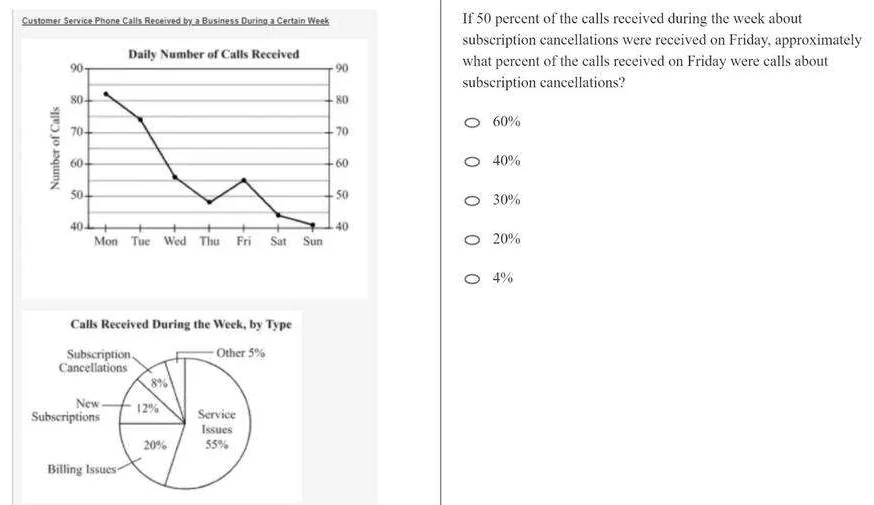 Customer Service Phone Calls Received by a Business During a Certain Week
Daily Number of Calls Received
90 90
80 80
70 70
60 60
50 50
40 40
Number of Calls
Mon Tue Wed Thu Fri Sat Sun
Calls Received During the Week, by Type
Subscription
Cancellations
Other 5%
8%
New
Subscriptions
12%
Service
Issues
55%
20%
Billing Issues
If 50 percent of the calls received during the week about
subscription cancellations were received on Friday, approximately
what percent of the calls received on Friday were calls about
subscription cancellations?
60%
40%
30%
20%
4%